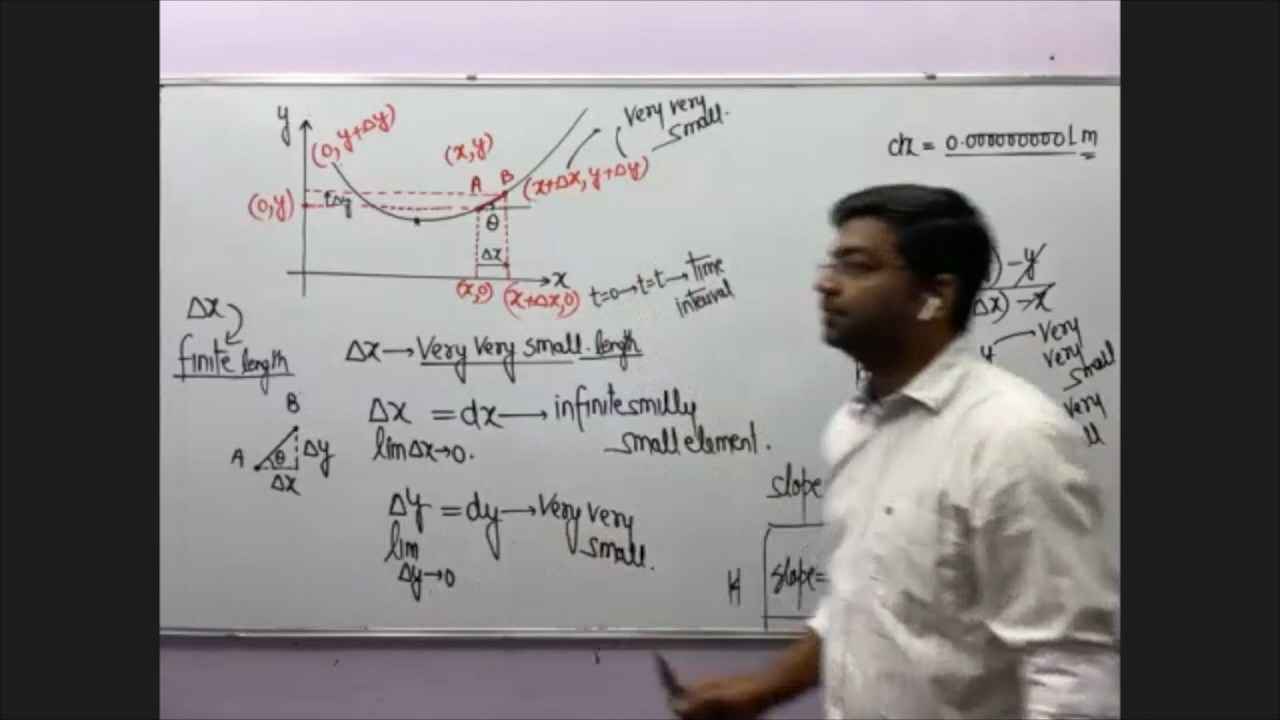 y
(0, y+Δy)
(x, y)
A B
(x+Δx, y+Δy)
Very very
small.
dx = 0.0000000001 m
(0, y)
Δy
θ
Δx
x
(x, 0) (x+Δx, 0)
t=0→t=t→Time
interval
Δx
finite length
B
A θ Δy
Δx
Δx → Very very small length
Δx = dx → infinitesmilly
lim Δx→0. small element.
Δy = dy → Very very
lim small.
Δy→0
) - y
Δx) - x
very
very
small
very
slope
slope=